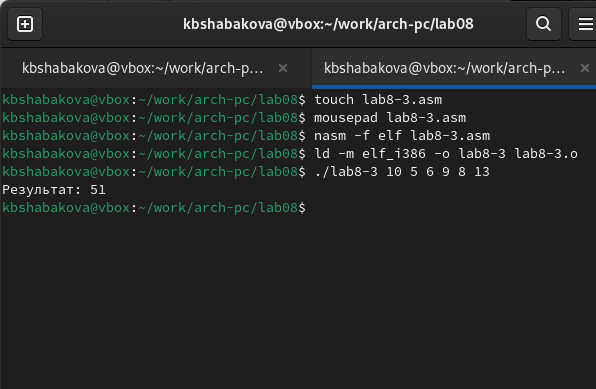 kbshabakova@vbox:~/work/arch-pc/lab08
kbshabakova@vbox:~/work/arch-p... × kbshabakova@vbox:~/work/arch-p... ×
kbshabakova@vbox:~/work/arch-pc/lab08$ touch lab8-3.asm
kbshabakova@vbox:~/work/arch-pc/lab08$ mousepad lab8-3.asm
kbshabakova@vbox:~/work/arch-pc/lab08$ nasm -f elf lab8-3.asm
kbshabakova@vbox:~/work/arch-pc/lab08$ ld -m elf_i386 -o lab8-3 lab8-3.o
kbshabakova@vbox:~/work/arch-pc/lab08$ ./lab8-3 10 5 6 9 8 13
Результат: 51
kbshabakova@vbox:~/work/arch-pc/lab08$